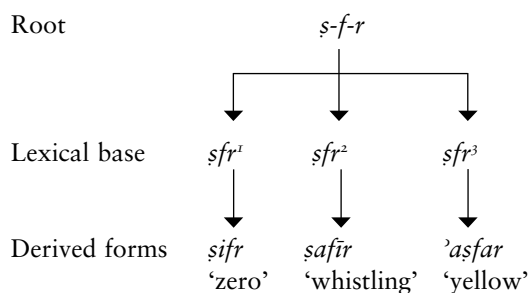 Root ṣ-f-r
Lexical base ṣfr¹ ṣfr² ṣfr³
Derived forms ṣifr ṣafīr ʾaṣfar
‘zero’ ‘whistling’ ‘yellow’